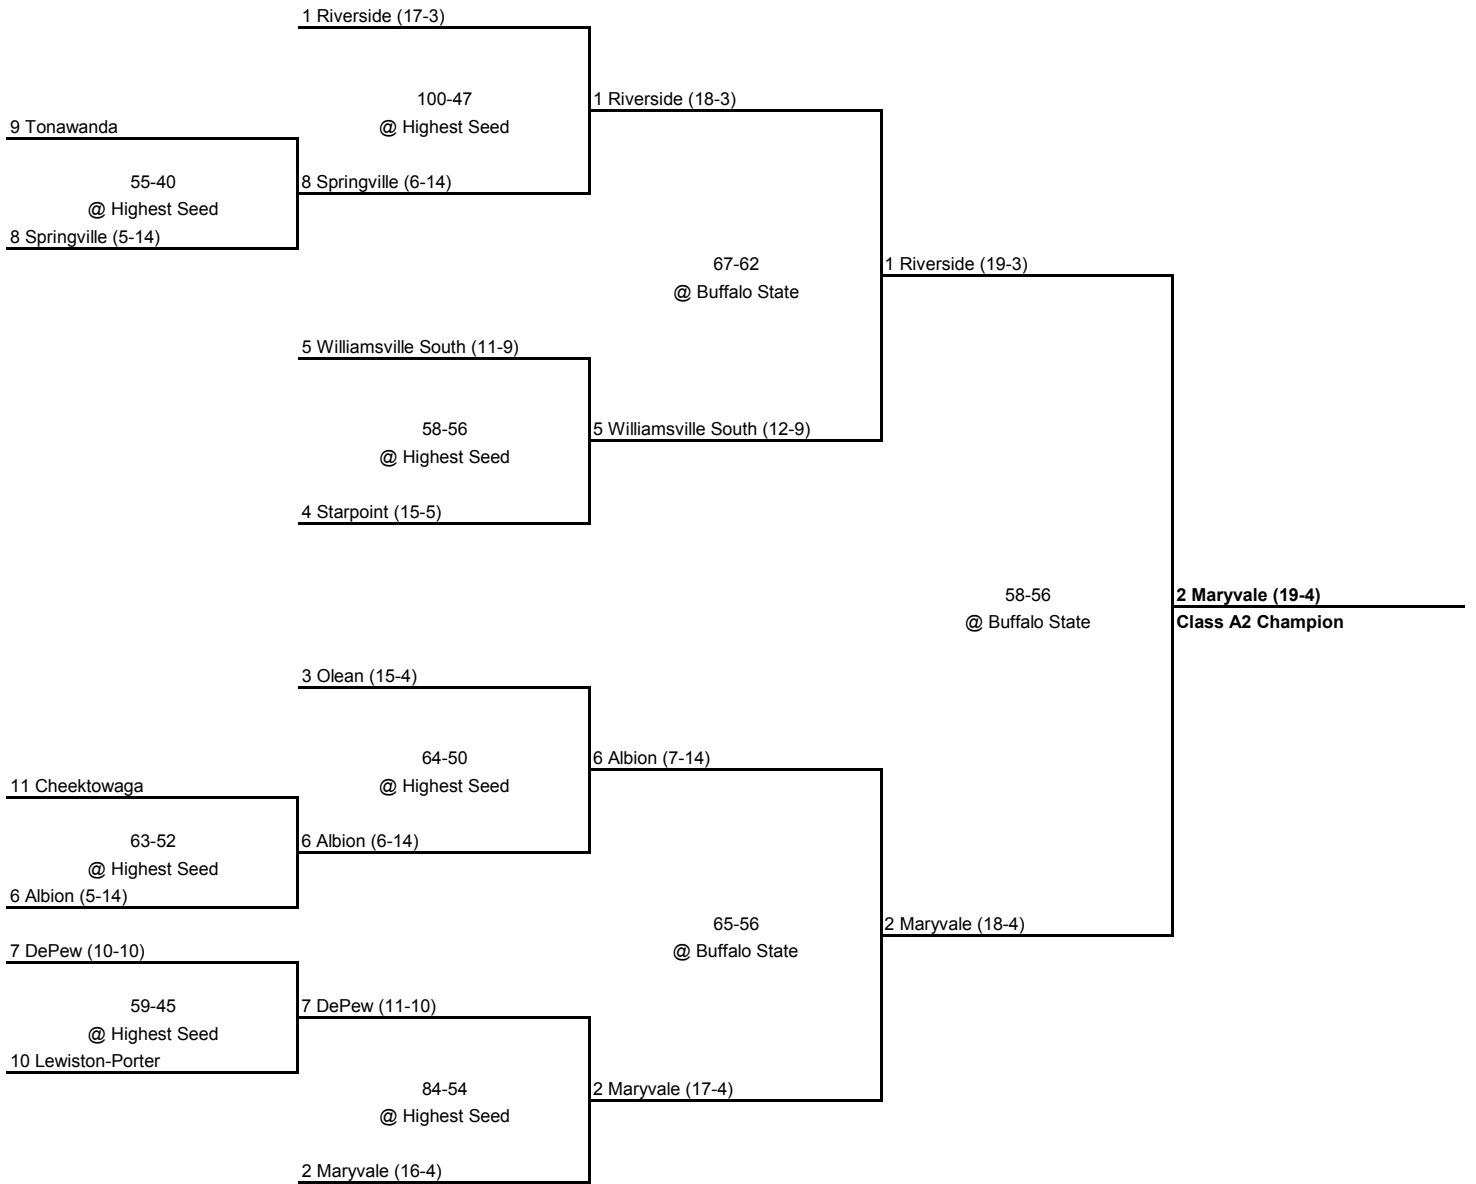 1 Riverside (17-3)
100-47
@ Highest Seed
1 Riverside (18-3)
9 Tonawanda
55-40
@ Highest Seed
8 Springville (6-14)
8 Springville (5-14)
67-62
@ Buffalo State
1 Riverside (19-3)
5 Williamsville South (11-9)
58-56
@ Highest Seed
5 Williamsville South (12-9)
4 Starpoint (15-5)
58-56
@ Buffalo State
2 Maryvale (19-4)
Class A2 Champion
3 Olean (15-4)
64-50
@ Highest Seed
6 Albion (7-14)
11 Cheektowaga
63-52
@ Highest Seed
6 Albion (6-14)
6 Albion (5-14)
65-56
@ Buffalo State
2 Maryvale (18-4)
7 DePew (10-10)
59-45
@ Highest Seed
7 DePew (11-10)
10 Lewiston-Porter
84-54
@ Highest Seed
2 Maryvale (17-4)
2 Maryvale (16-4)